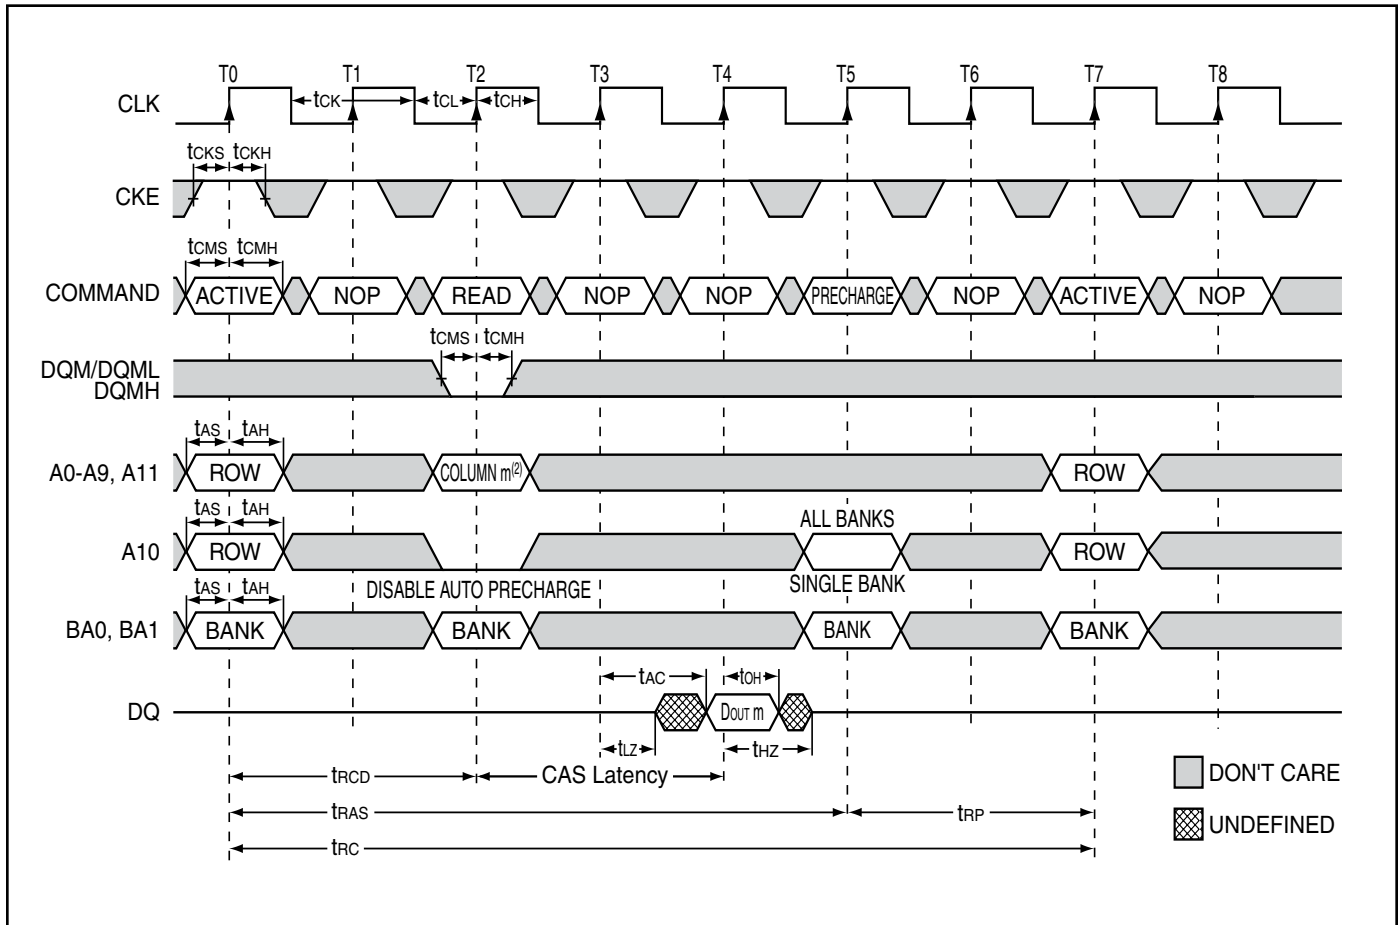 T0 T1 T2 T3 T4 T5 T6 T7 T8
CLK tCK tCL tCH
tCKS tCKH
CKE
tCMS tCMH
COMMAND ACTIVE NOP READ NOP NOP PRECHARGE NOP ACTIVE NOP
tCMS tCMH
DQM/DQML
DQMH
tAS tAH
A0-A9, A11 ROW COLUMN m(2) ROW
tAS tAH ALL BANKS
A10 ROW ROW
DISABLE AUTO PRECHARGE SINGLE BANK
tAS tAH
BA0, BA1 BANK BANK BANK BANK
tAC tOH
DQ DOUT m
tLZ tHZ
tRCD CAS Latency
DON'T CARE
tRAS tRP
UNDEFINED
tRC